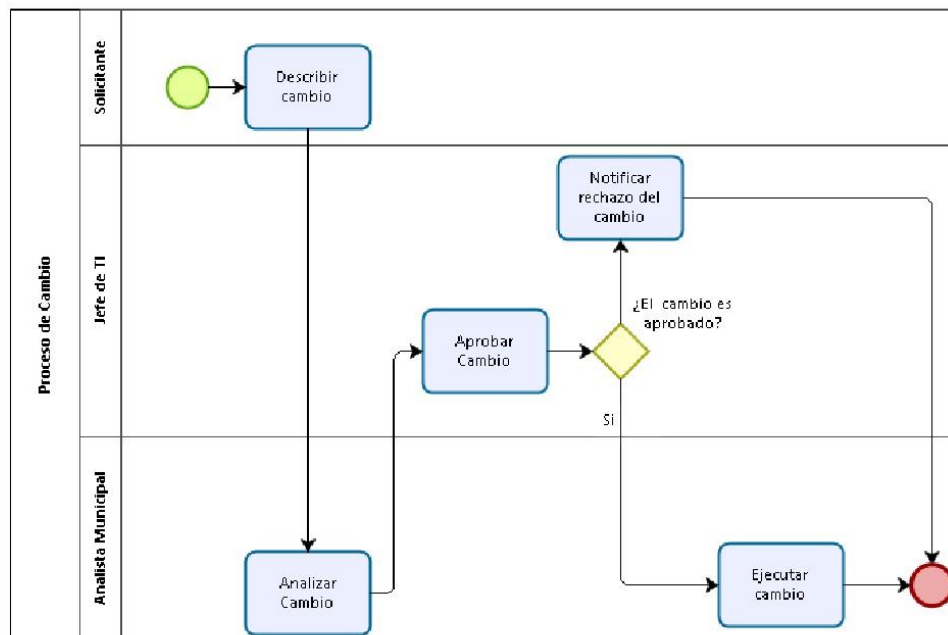 Proceso de Cambio
Solicitante
Describir
cambio
Jefe de TI
Notificar
rechazo del
cambio
¿El cambio es
aprobado?
Aprobar
Cambio
Si
Analista Municipal
Analizar
Cambio
Ejecutar
cambio